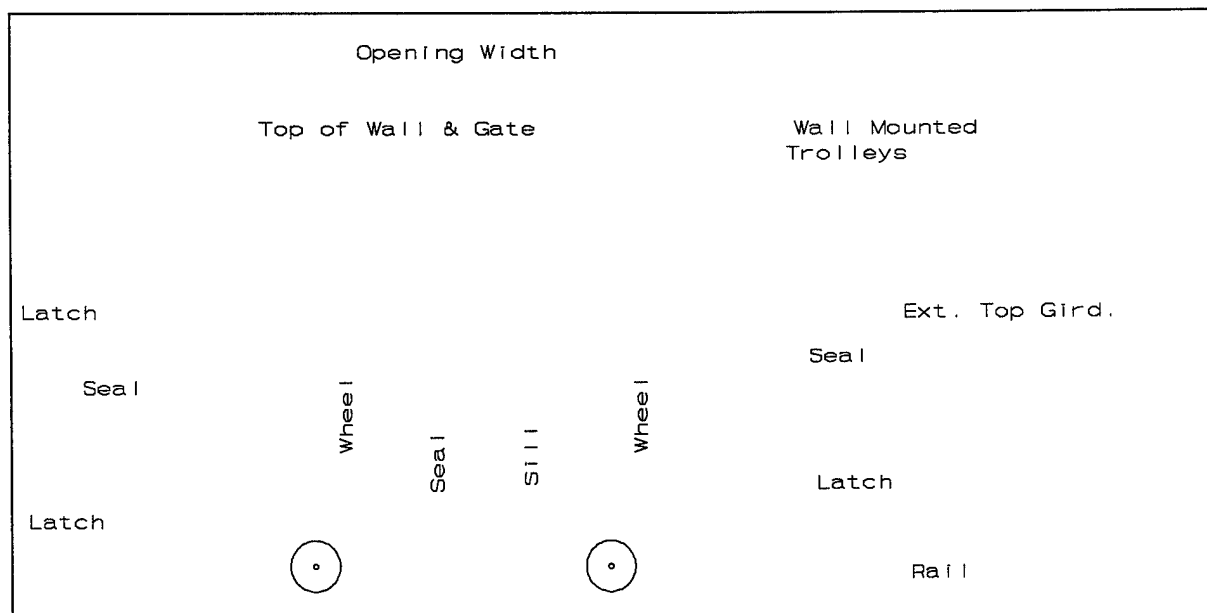 Opening Width
Top of Wall & Gate
Wall Mounted
Trolleys
Latch
Ext. Top Gird.
Seal
Seal
Wheel
Wheel
Seal
Sill
Latch
Latch
Rail